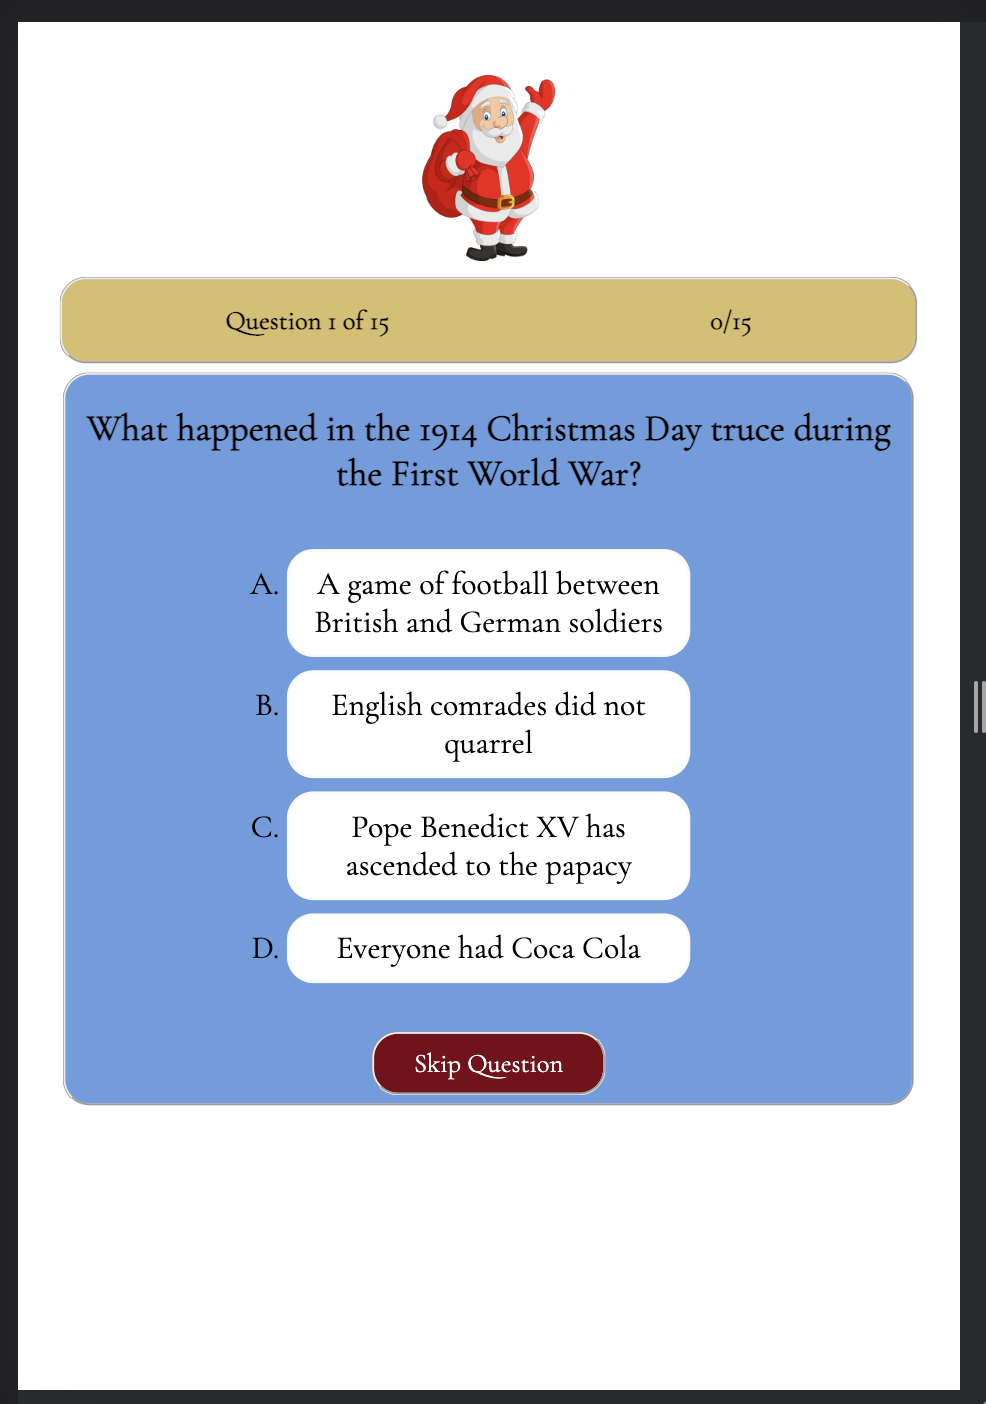 Question 1 of 15
0/15
What happened in the 1914 Christmas Day truce during
the First World War?
A.
A game of football between
British and German soldiers
B.
English comrades did not
quarrel
C.
Pope Benedict XV has
ascended to the papacy
D.
Everyone had Coca Cola
Skip Question